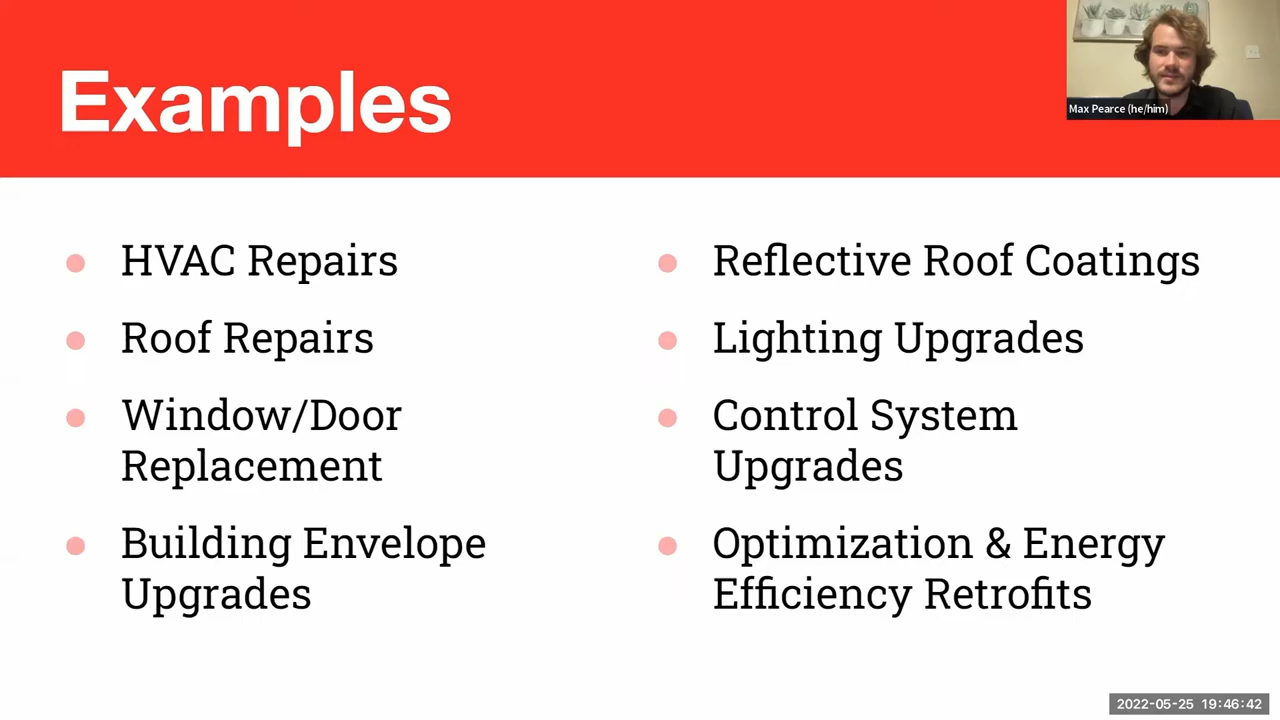 Examples
Max Pearce (he/him)
HVAC Repairs
Roof Repairs
Window/Door
Replacement
Building Envelope
Upgrades
Reflective Roof Coatings
Lighting Upgrades
Control System
Upgrades
Optimization & Energy
Efficiency Retrofits
2022-05-25 19:46:42